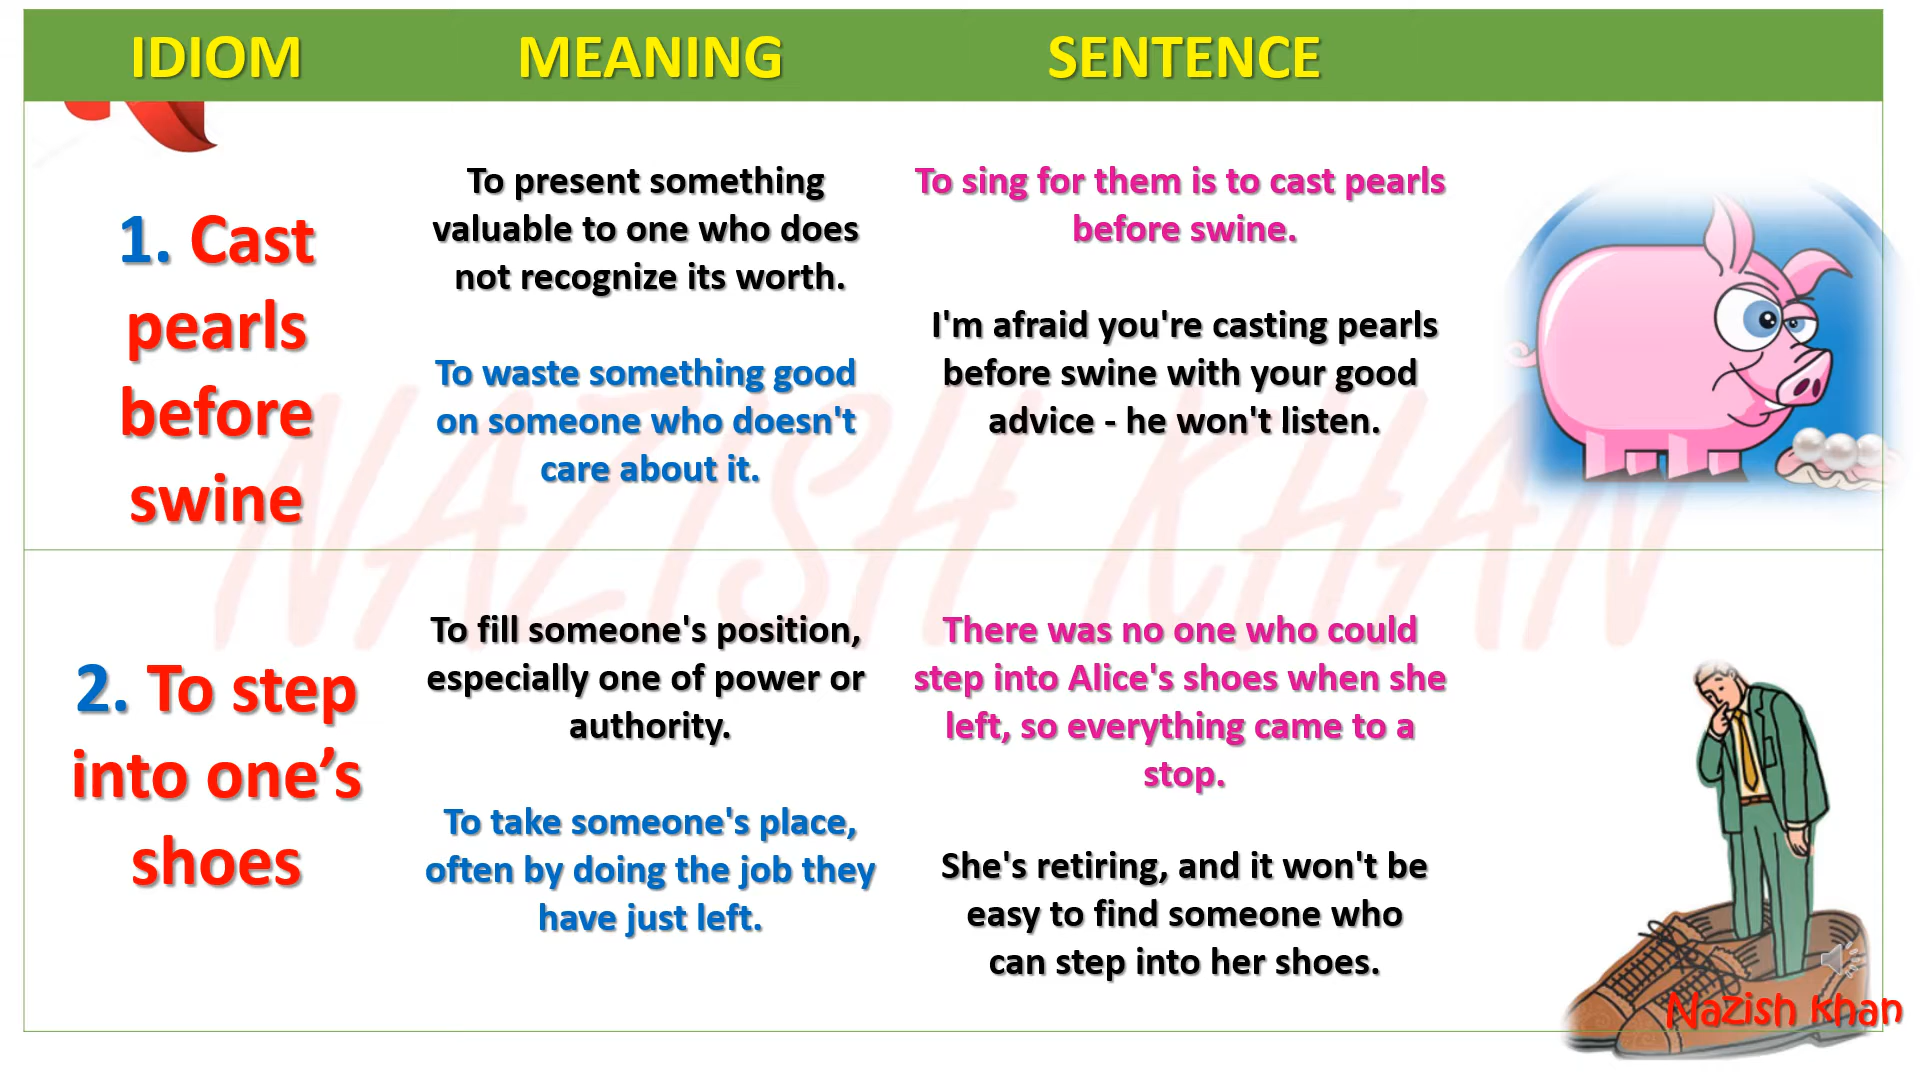 IDIOM
MEANING
SENTENCE
1. Cast
pearls
before
swine
To present something
valuable to one who does
not recognize its worth.
To waste something good
on someone who doesn't
care about it.
To sing for them is to cast pearls
before swine.
I'm afraid you're casting pearls
before swine with your good
advice - he won't listen.
2. To step
into one’s
shoes
To fill someone's position,
especially one of power or
authority.
To take someone's place,
often by doing the job they
have just left.
There was no one who could
step into Alice's shoes when she
left, so everything came to a
stop.
She's retiring, and it won't be
easy to find someone who
can step into her shoes.
NAZISH KHAN
Nazish khan